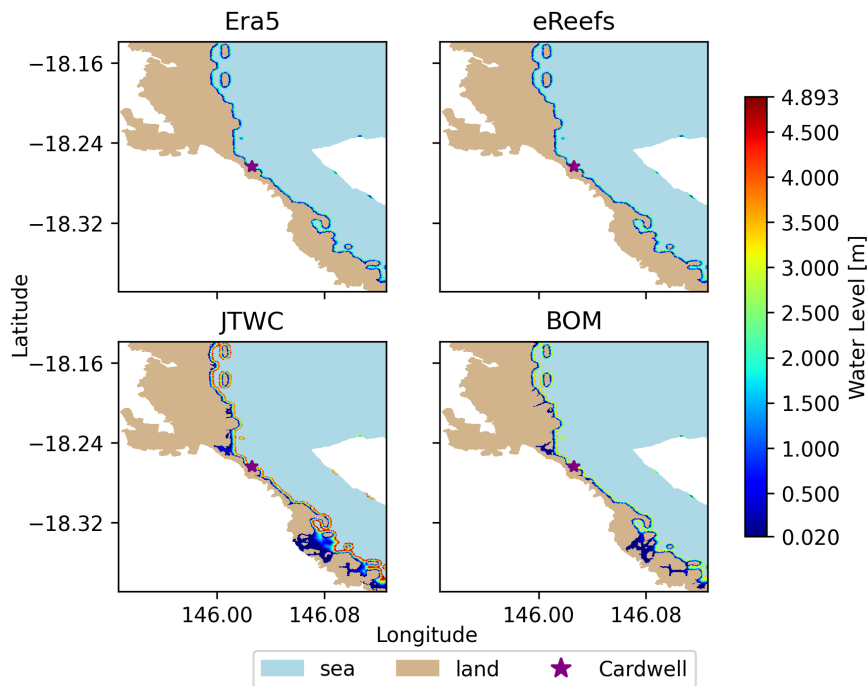 Era5
eReefs
−18.16
−18.24
−18.32
Latitude
JTWC
BOM
−18.16
−18.24
−18.32
146.00
146.08
146.00
146.08
Longitude
4.893
4.500
4.000
3.500
3.000
2.500
2.000
1.500
1.000
0.500
0.020
Water Level [m]
sea
land
Cardwell